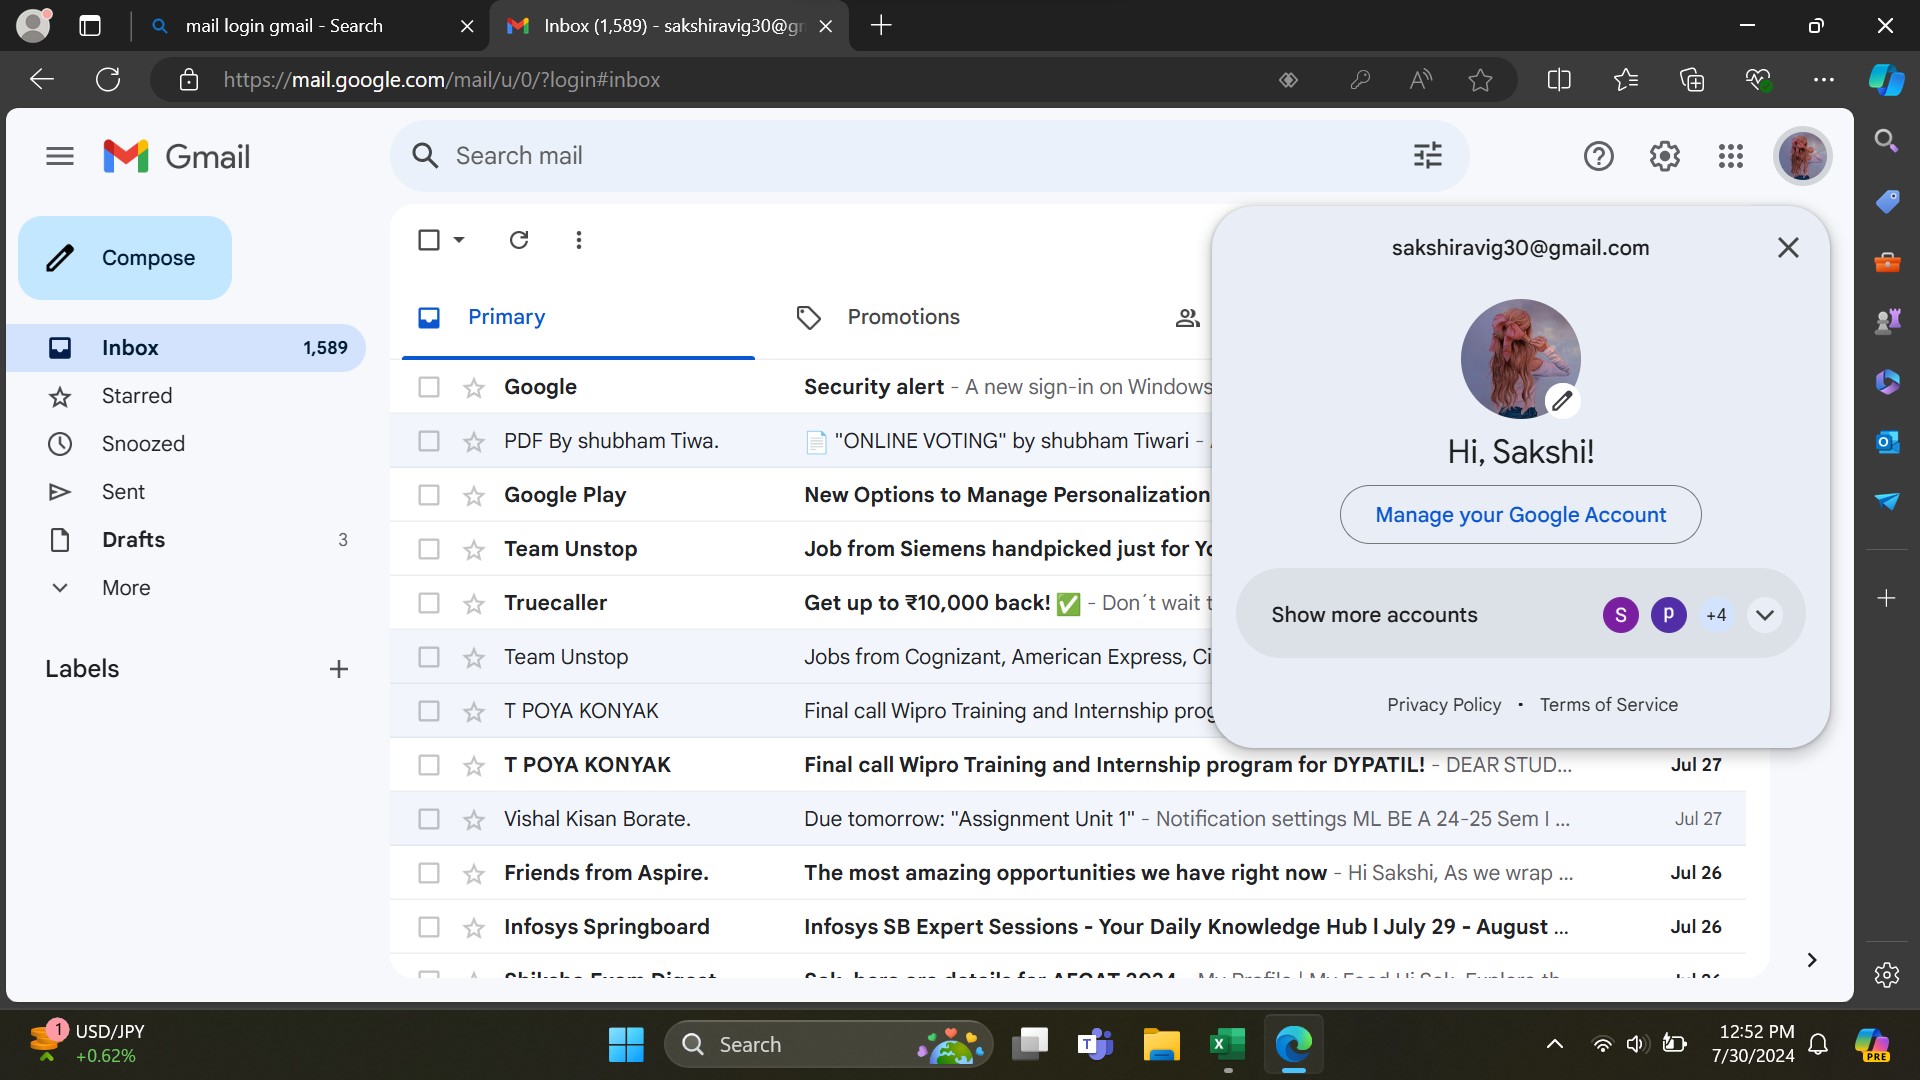 mail login gmail - Search
Inbox (1,589) - sakshiravig30@g
https://mail.google.com/mail/u/0/?login#inbox
Gmail
Search mail
Compose
Inbox 1,589
Starred
Snoozed
Sent
Drafts 3
More
Labels
Primary
Promotions
Google Security alert - A new sign-in on Windows
PDF By shubham Tiwa. "ONLINE VOTING" by shubham Tiwari -
Google Play New Options to Manage Personalization
Team Unstop Job from Siemens handpicked just for Yo
Truecaller Get up to ₹10,000 back! ✅ - Don´t wait t
Team Unstop Jobs from Cognizant, American Express, Ci
T POYA KONYAK Final call Wipro Training and Internship prog
T POYA KONYAK Final call Wipro Training and Internship program for DYPATIL! - DEAR STUD... Jul 27
Vishal Kisan Borate. Due tomorrow: "Assignment Unit 1" - Notification settings ML BE A 24-25 Sem I ... Jul 27
Friends from Aspire. The most amazing opportunities we have right now - Hi Sakshi, As we wrap ... Jul 26
Infosys Springboard Infosys SB Expert Sessions - Your Daily Knowledge Hub l July 29 - August ... Jul 26
sakshiravig30@gmail.com
Hi, Sakshi!
Manage your Google Account
Show more accounts S p +4
Privacy Policy • Terms of Service
1
USD/JPY
+0.62%
Search
12:52 PM
7/30/2024
PRE